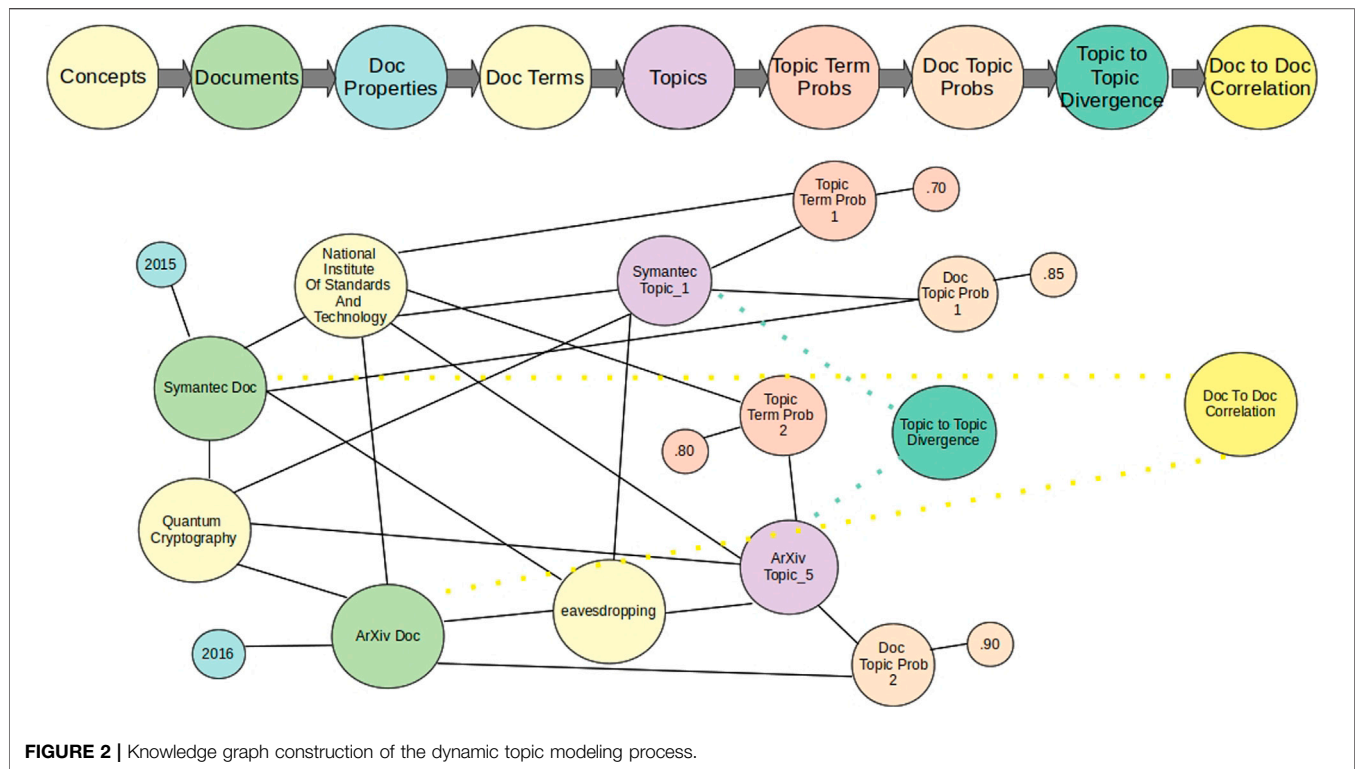 Concepts
Documents
Doc
Properties
Doc Terms
Topics
Topic Term
Probs
Doc Topic
Probs
Topic to
Topic
Divergence
Doc to Doc
Correlation
Topic
Term Prob
1
.70
2015
National
Institute
Of Standards
And
Technology
Symantec
Topic_1
Doc
Topic Prob
1
.85
Symantec Doc
Topic
Term Prob
2
.80
Topic to Topic
Divergence
Doc To Doc
Correlation
Quantum
Cryptography
ArXiv
Topic_5
eavesdropping
ArXiv Doc
2016
Doc
Topic Prob
2
.90
FIGURE 2 | Knowledge graph construction of the dynamic topic modeling process.